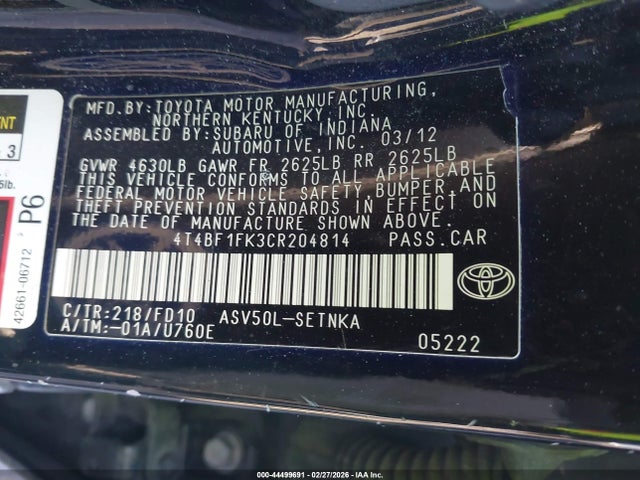 MFD.BY:TOYOTA MOTOR MANUFACTURING,
NORTHERN KENTUCKY,INC.
ASSEMBLED BY:SUBARU OF INDIANA
AUTOMOTIVE,INC. 03/12
GVWR 4630LB GAWR FR 2625LB RR 2625LB
THIS VEHICLE CONFORMS TO ALL APPLICABLE
FEDERAL MOTOR VEHICLE SAFETY,BUMPER,AND
THEFT PREVENTION STANDARDS IN EFFECT ON
THE DATE OF MANUFACTURE SHOWN ABOVE.
4T4BF1FK3CR204814 PASS.CAR
C/TR:218/FD10 ASV50L-SETNKA
A/TM:-01A/U760E
05222
3
5lb.
P6
42661-06712
000-44499691 - 02/27/2026 - IAA, Inc.